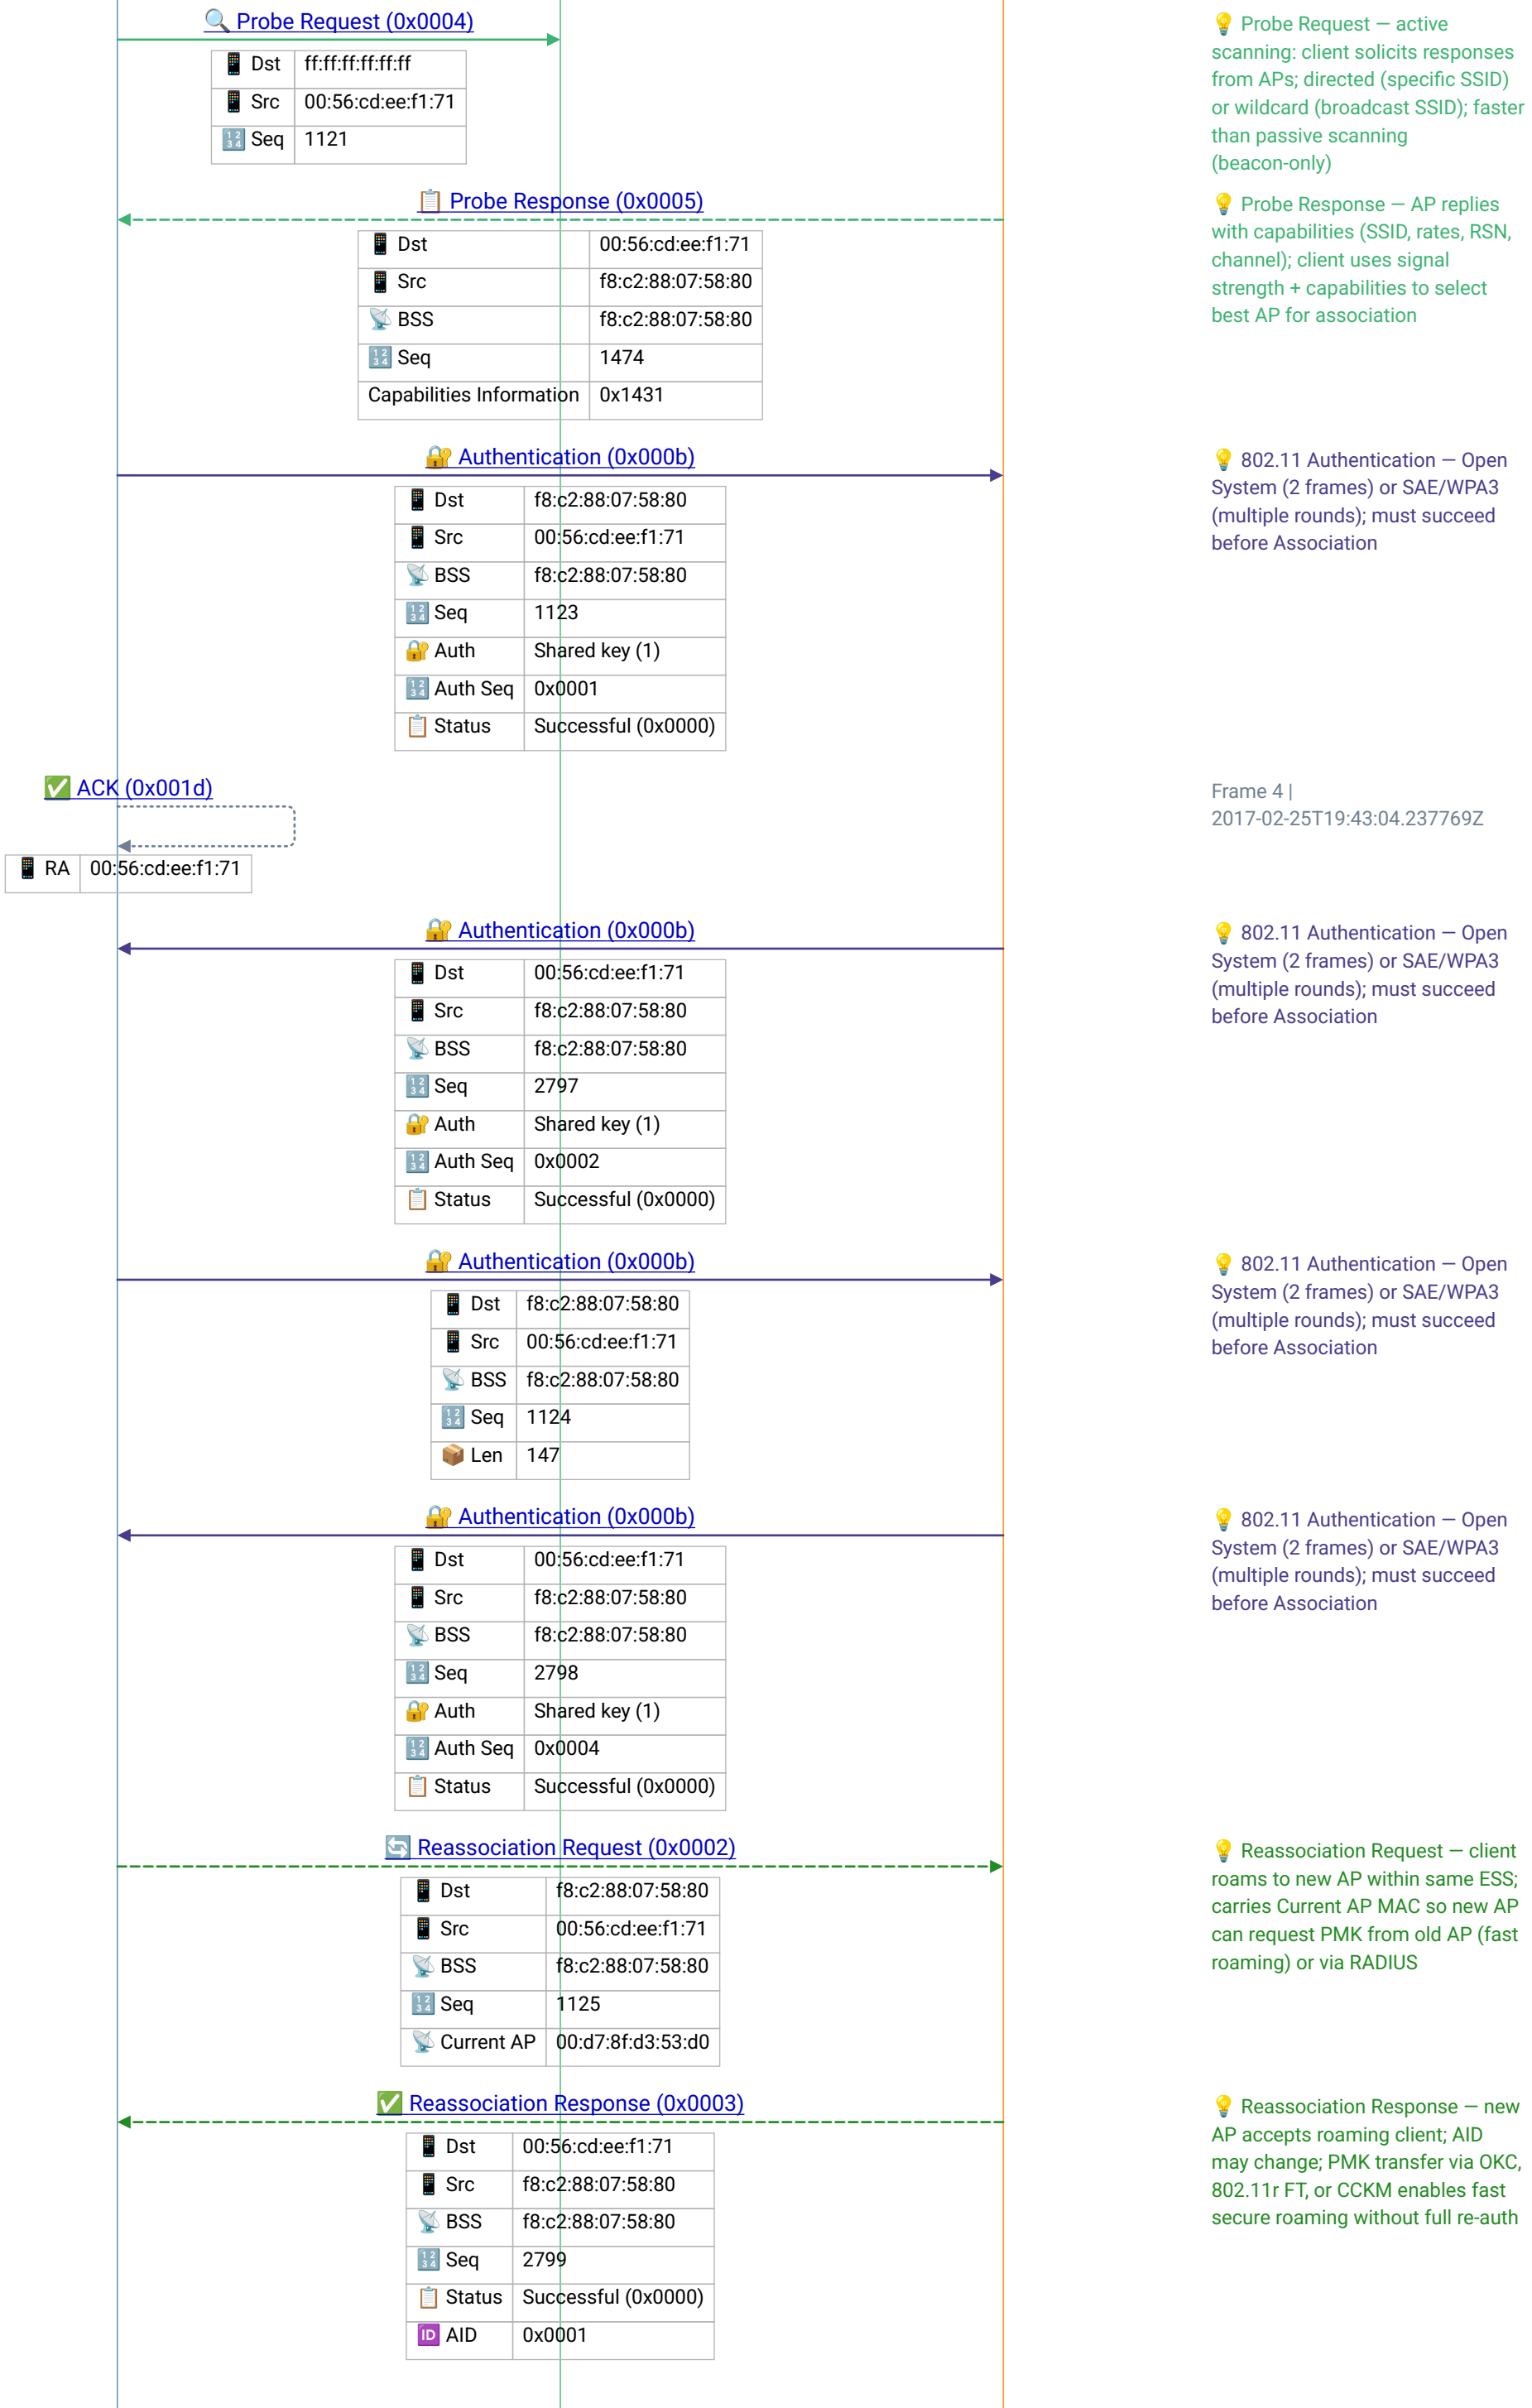 🔍 Probe Request (0x0004)
📱 Dst ff:ff:ff:ff:ff:ff
📱 Src 00:56:cd:ee:f1:71
🔢 Seq 1121
💡 Probe Request — active
scanning: client solicits responses
from APs; directed (specific SSID)
or wildcard (broadcast SSID); faster
than passive scanning
(beacon-only)
📋 Probe Response (0x0005)
📱 Dst 00:56:cd:ee:f1:71
📱 Src f8:c2:88:07:58:80
📡 BSS f8:c2:88:07:58:80
🔢 Seq 1474
Capabilities Information 0x1431
💡 Probe Response — AP replies
with capabilities (SSID, rates, RSN,
channel); client uses signal
strength + capabilities to select
best AP for association
🔐 Authentication (0x000b)
📱 Dst f8:c2:88:07:58:80
📱 Src 00:56:cd:ee:f1:71
📡 BSS f8:c2:88:07:58:80
🔢 Seq 1123
🔐 Auth Shared key (1)
🔢 Auth Seq 0x0001
📋 Status Successful (0x0000)
💡 802.11 Authentication — Open
System (2 frames) or SAE/WPA3
(multiple rounds); must succeed
before Association
✅ ACK (0x001d)
📱 RA 00:56:cd:ee:f1:71
Frame 4 |
2017-02-25T19:43:04.237769Z
🔐 Authentication (0x000b)
📱 Dst 00:56:cd:ee:f1:71
📱 Src f8:c2:88:07:58:80
📡 BSS f8:c2:88:07:58:80
🔢 Seq 2797
🔐 Auth Shared key (1)
🔢 Auth Seq 0x0002
📋 Status Successful (0x0000)
💡 802.11 Authentication — Open
System (2 frames) or SAE/WPA3
(multiple rounds); must succeed
before Association
🔐 Authentication (0x000b)
📱 Dst f8:c2:88:07:58:80
📱 Src 00:56:cd:ee:f1:71
📡 BSS f8:c2:88:07:58:80
🔢 Seq 1124
📦 Len 147
💡 802.11 Authentication — Open
System (2 frames) or SAE/WPA3
(multiple rounds); must succeed
before Association
🔐 Authentication (0x000b)
📱 Dst 00:56:cd:ee:f1:71
📱 Src f8:c2:88:07:58:80
📡 BSS f8:c2:88:07:58:80
🔢 Seq 2798
🔐 Auth Shared key (1)
🔢 Auth Seq 0x0004
📋 Status Successful (0x0000)
💡 802.11 Authentication — Open
System (2 frames) or SAE/WPA3
(multiple rounds); must succeed
before Association
🔄 Reassociation Request (0x0002)
📱 Dst f8:c2:88:07:58:80
📱 Src 00:56:cd:ee:f1:71
📡 BSS f8:c2:88:07:58:80
🔢 Seq 1125
📡 Current AP 00:d7:8f:d3:53:d0
💡 Reassociation Request — client
roams to new AP within same ESS;
carries Current AP MAC so new AP
can request PMK from old AP (fast
roaming) or via RADIUS
✅ Reassociation Response (0x0003)
📱 Dst 00:56:cd:ee:f1:71
📱 Src f8:c2:88:07:58:80
📡 BSS f8:c2:88:07:58:80
🔢 Seq 2799
📋 Status Successful (0x0000)
🆔 AID 0x0001
💡 Reassociation Response — new
AP accepts roaming client; AID
may change; PMK transfer via OKC,
802.11r FT, or CCKM enables fast
secure roaming without full re-auth